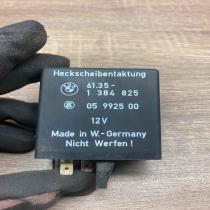 Heckscheibentaktung
61.35-
1 384 825
05 9925 00
12V
Made in W.-Germany
Nicht Werfen!